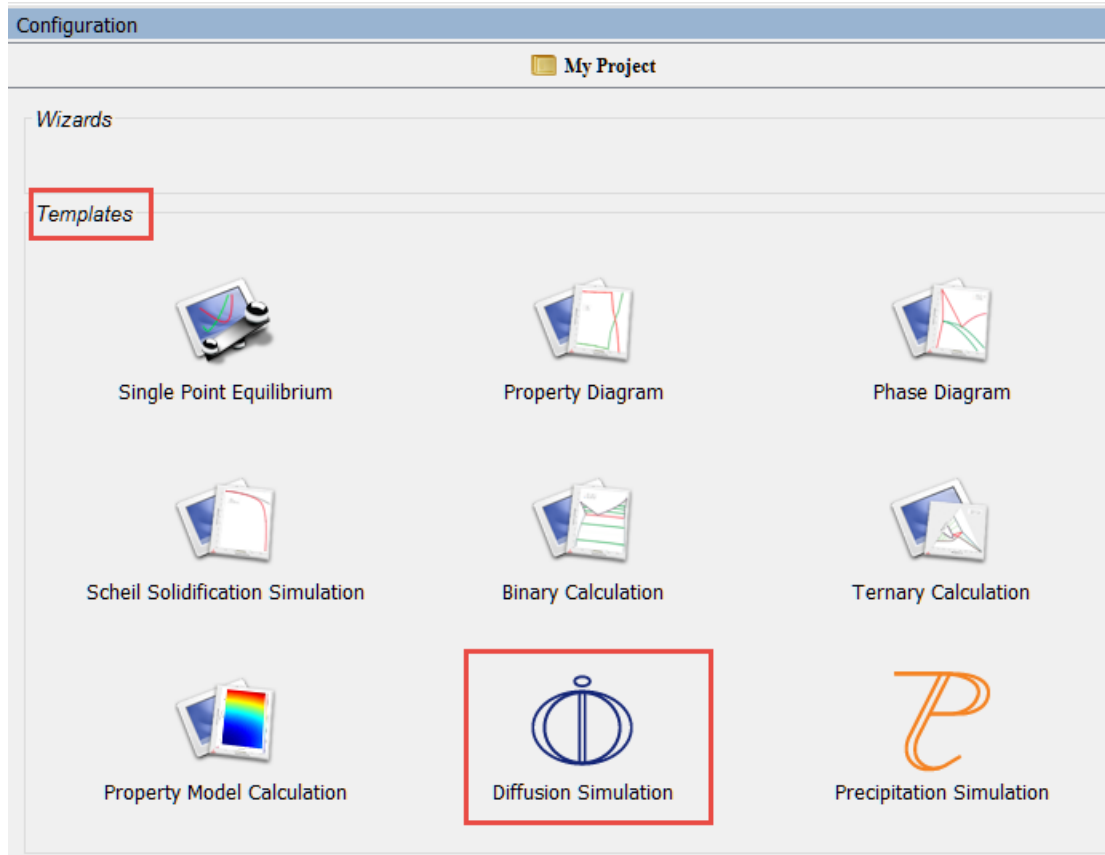 Configuration
My Project
Wizards
Templates
Single Point Equilibrium
Property Diagram
Phase Diagram
Scheil Solidification Simulation
Binary Calculation
Ternary Calculation
Property Model Calculation
Diffusion Simulation
Precipitation Simulation